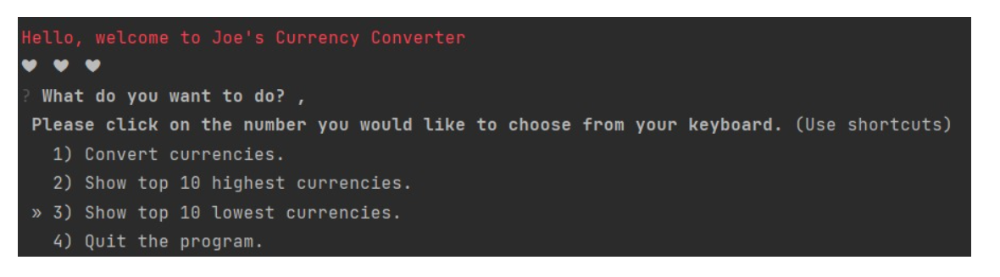 Hello, welcome to Joe's Currency Converter
♥ ♥ ♥
? What do you want to do? ,
Please click on the number you would like to choose from your keyboard. (Use shortcuts)
1) Convert currencies.
2) Show top 10 highest currencies.
» 3) Show top 10 lowest currencies.
4) Quit the program.